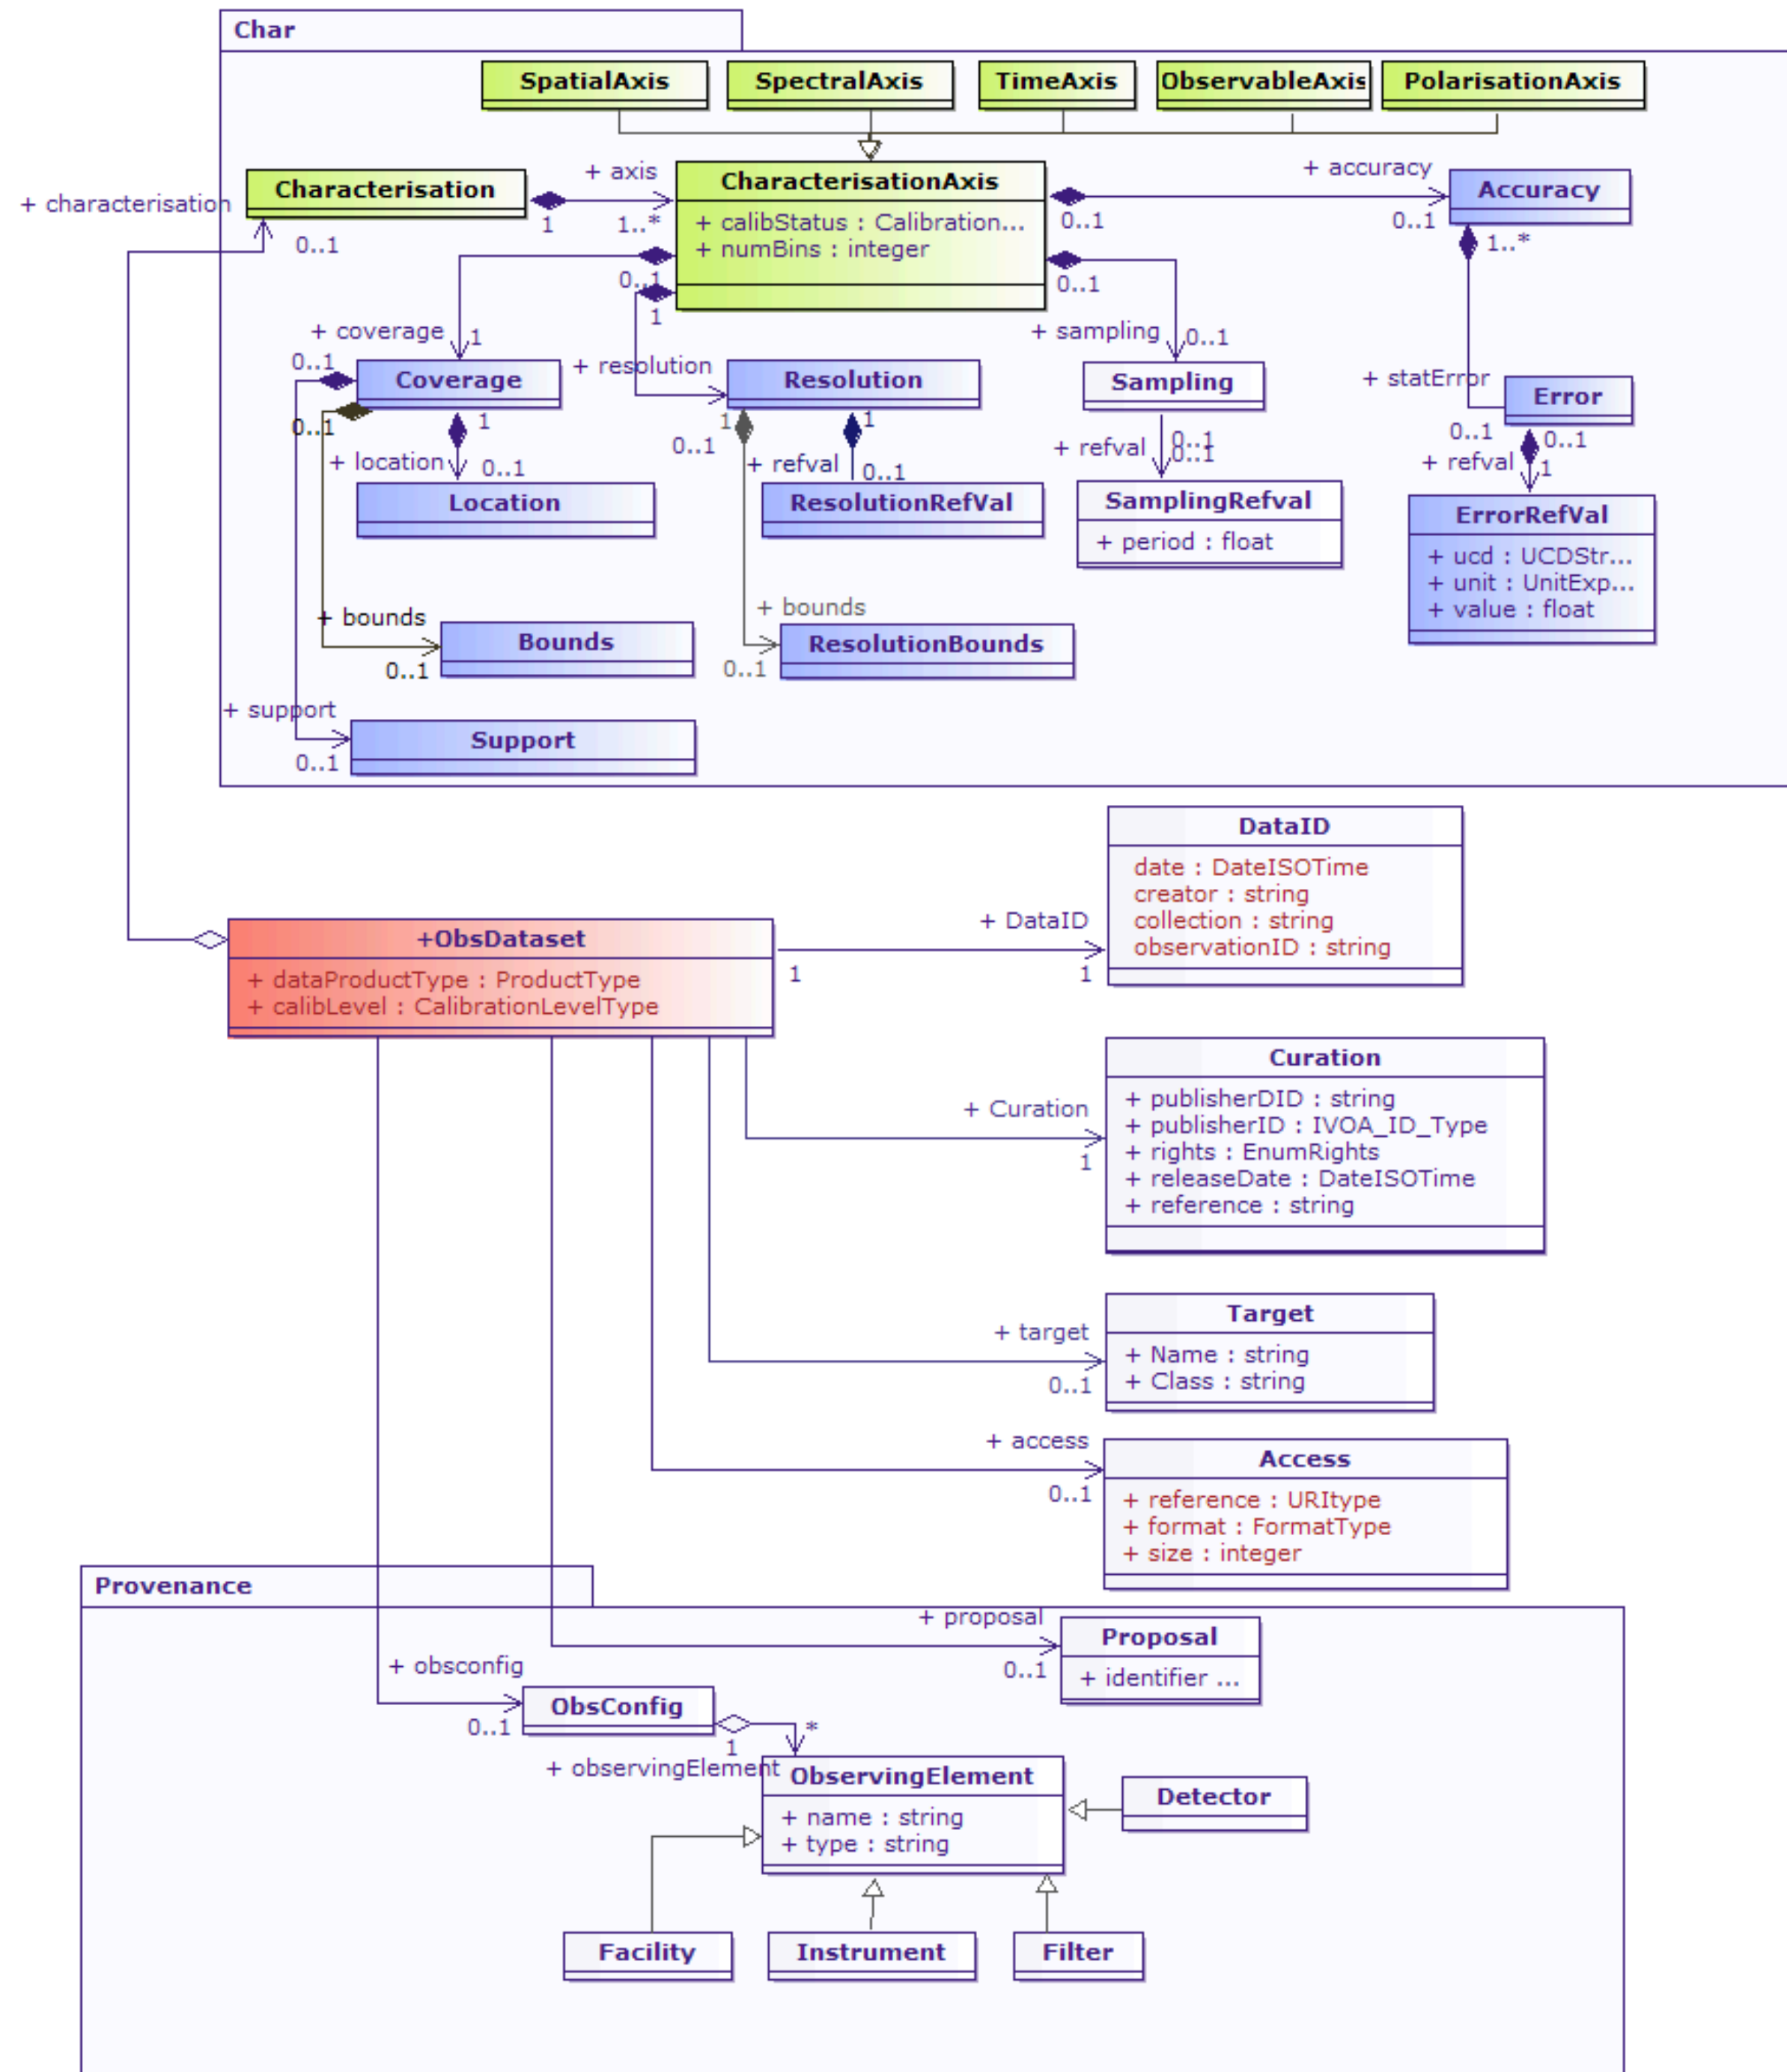 Char
SpatialAxis
SpectralAxis
TimeAxis
ObservableAxis
PolarisationAxis
+ characterisation
Characterisation
0..1
1
+ axis
1..*
CharacterisationAxis
+ calibStatus : Calibration...
+ numBins : integer
+ accuracy
0..1
0..1
Accuracy
1..*
0..1
1
0..1
+ coverage
1
0..1
Coverage
0..1
1
+ resolution
Resolution
+ sampling
0..1
Sampling
+ statError
Error
0..1
0..1
+ location
0..1
Location
1
0..1
1
+ refval
0..1
ResolutionRefVal
+ refval
0..1
0..1
SamplingRefval
+ period : float
+ refval
1
ErrorRefVal
+ ucd : UCDStr...
+ unit : UnitExp...
+ value : float
+ bounds
0..1
Bounds
+ bounds
0..1
ResolutionBounds
+ support
0..1
Support
+ObsDataset
+ dataProductType : ProductType
+ calibLevel : CalibrationLevelType
+ DataID
1
1
DataID
date : DateISOTime
creator : string
collection : string
observationID : string
+ Curation
1
Curation
+ publisherDID : string
+ publisherID : IVOA_ID_Type
+ rights : EnumRights
+ releaseDate : DateISOTime
+ reference : string
+ target
0..1
Target
+ Name : string
+ Class : string
+ access
0..1
Access
+ reference : URItype
+ format : FormatType
+ size : integer
Provenance
+ proposal
0..1
Proposal
+ identifier ...
+ obsconfig
0..1
ObsConfig
1
*
+ observingElement
ObservingElement
+ name : string
+ type : string
Detector
Facility
Instrument
Filter